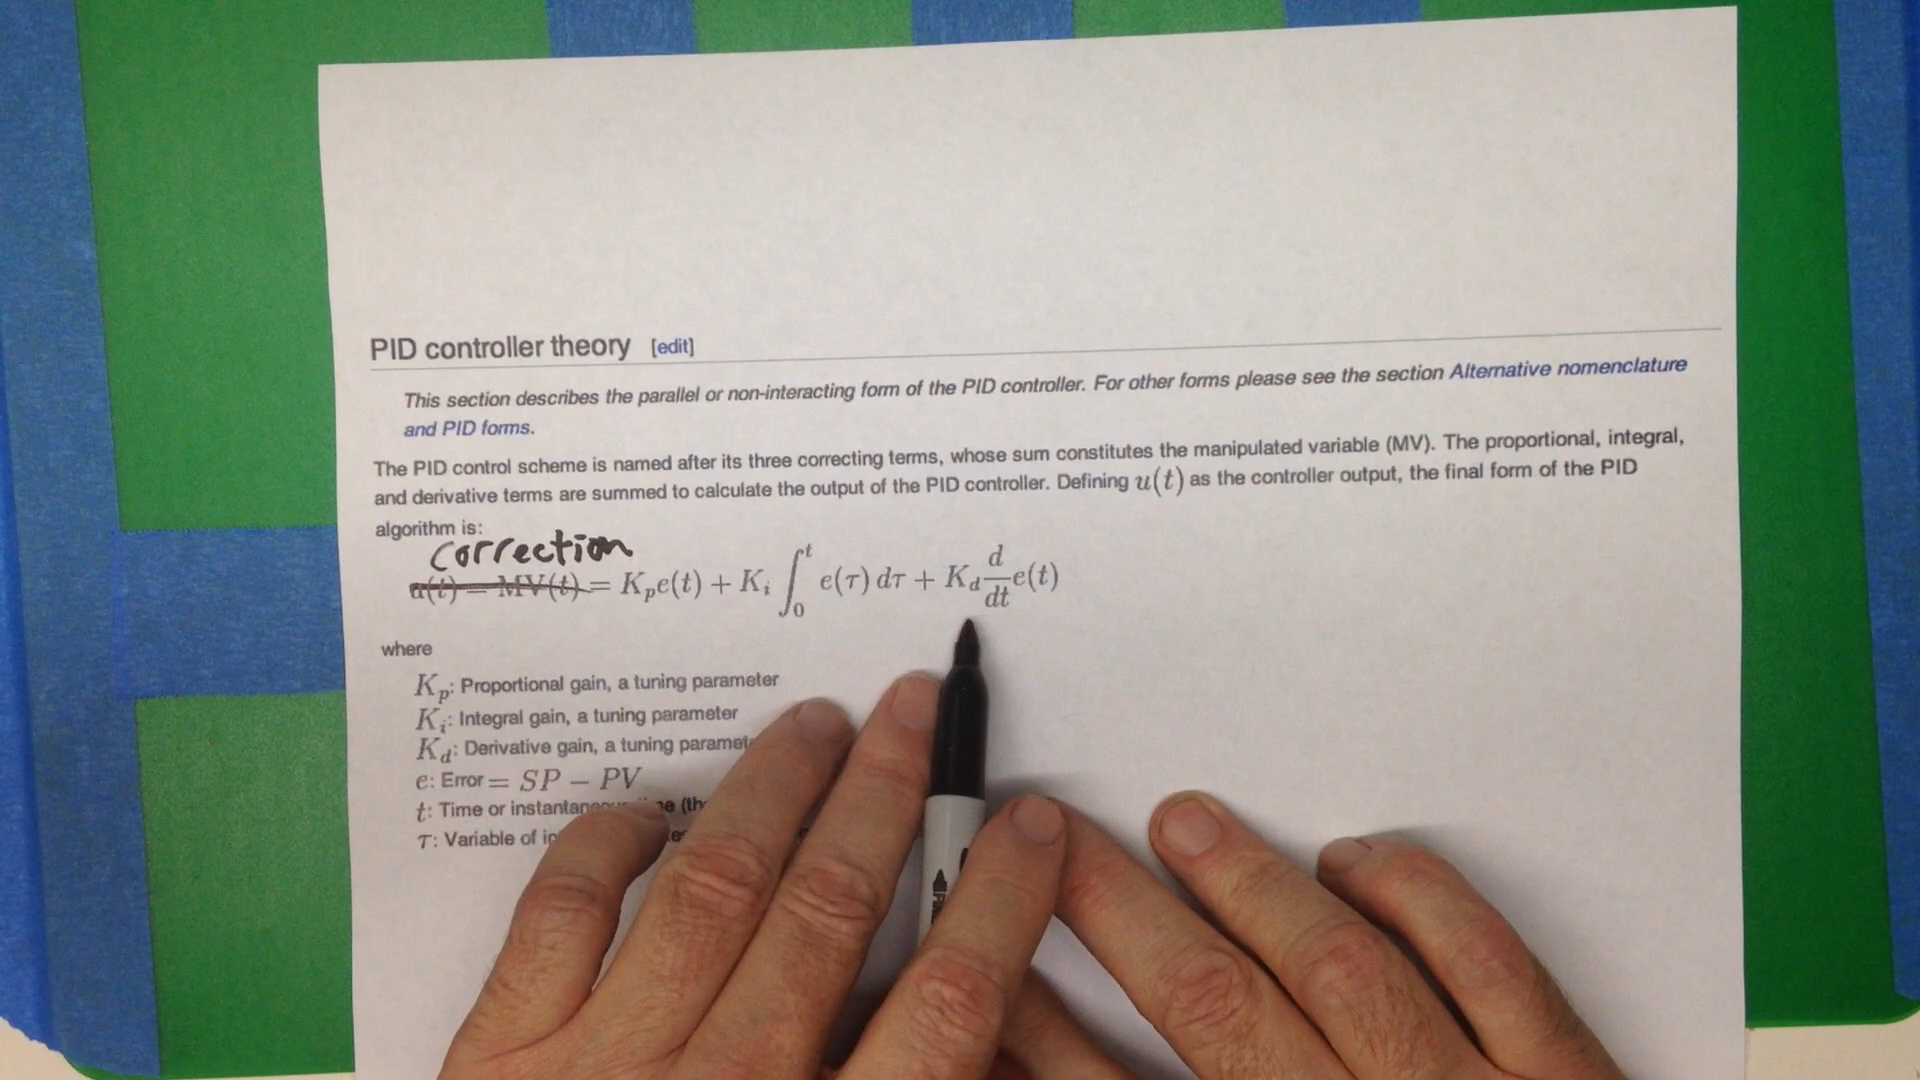 PID controller theory [edit]
This section describes the parallel or non-interacting form of the PID controller. For other forms please see the section Alternative nomenclature
and PID forms.
The PID control scheme is named after its three correcting terms, whose sum constitutes the manipulated variable (MV). The proportional, integral,
and derivative terms are summed to calculate the output of the PID controller. Defining u(t) as the controller output, the final form of the PID
algorithm is:
Correction
u(t) = MV(t) = K_p e(t) + K_i ∫_0^t e(τ) dτ + K_d d/dt e(t)
where
K_p: Proportional gain, a tuning parameter
K_i: Integral gain, a tuning parameter
K_d: Derivative gain, a tuning
e: Error = SP − PV
t: Time or
τ: Variable of